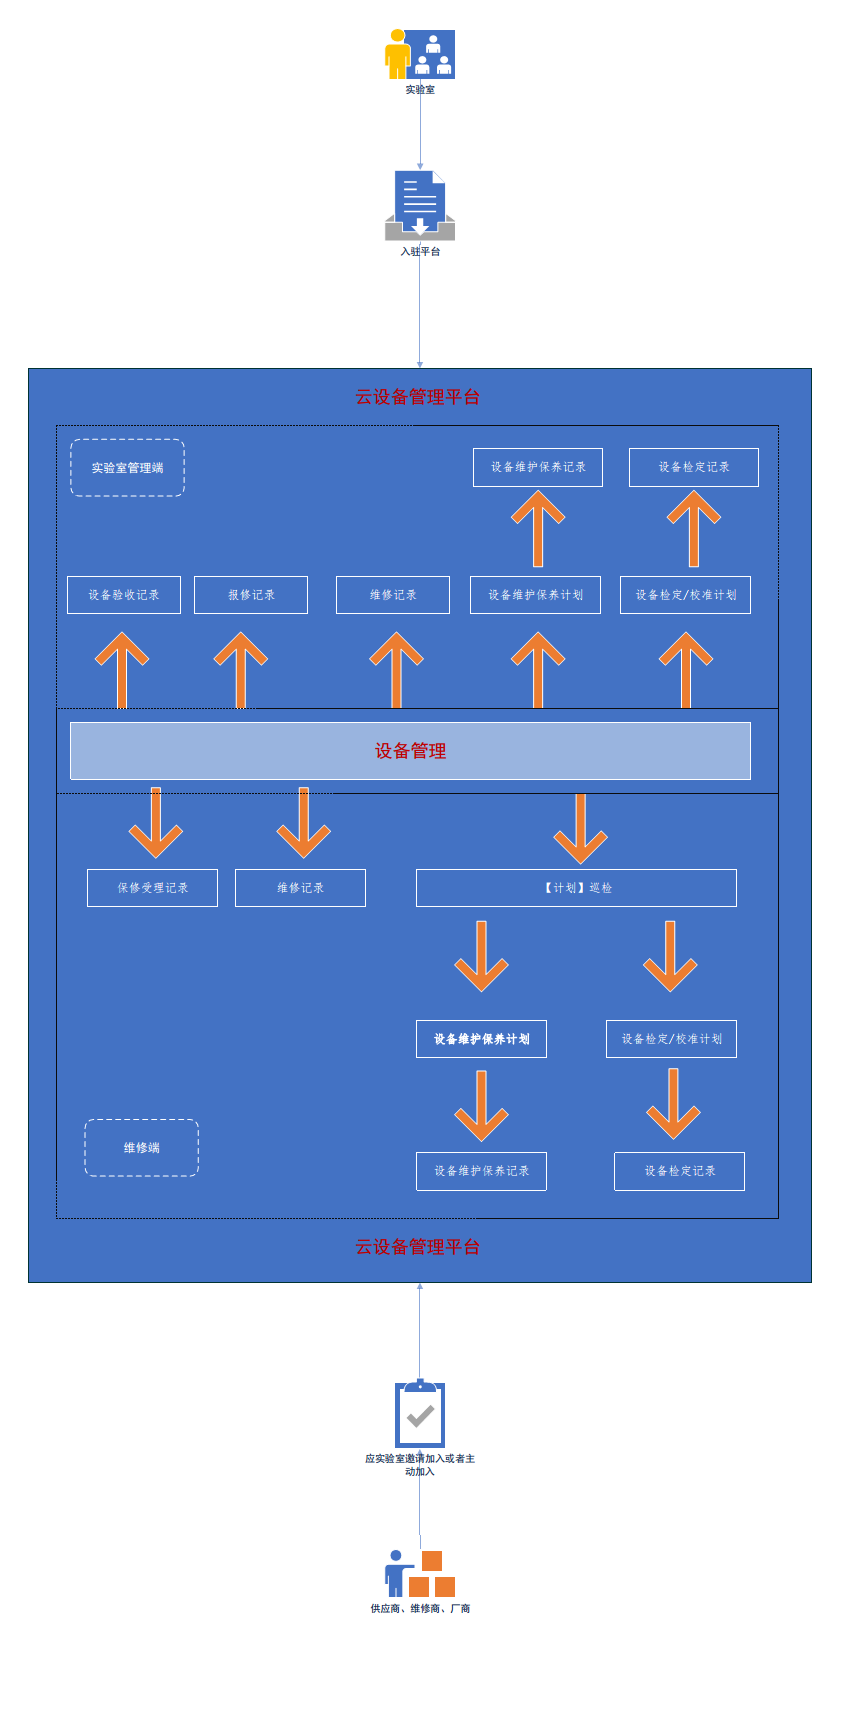 实验室
入驻平台
云设备管理平台
实验室管理端
设备维护保养记录
设备检定记录
设备验收记录
报修记录
维修记录
设备维护保养计划
设备检定/校准计划
设备管理
保修受理记录
维修记录
【计划】巡检
设备维护保养计划
设备检定/校准计划
维修端
设备维护保养记录
设备检定记录
云设备管理平台
应实验室邀请加入或者主
动加入
供应商、维修商、厂商